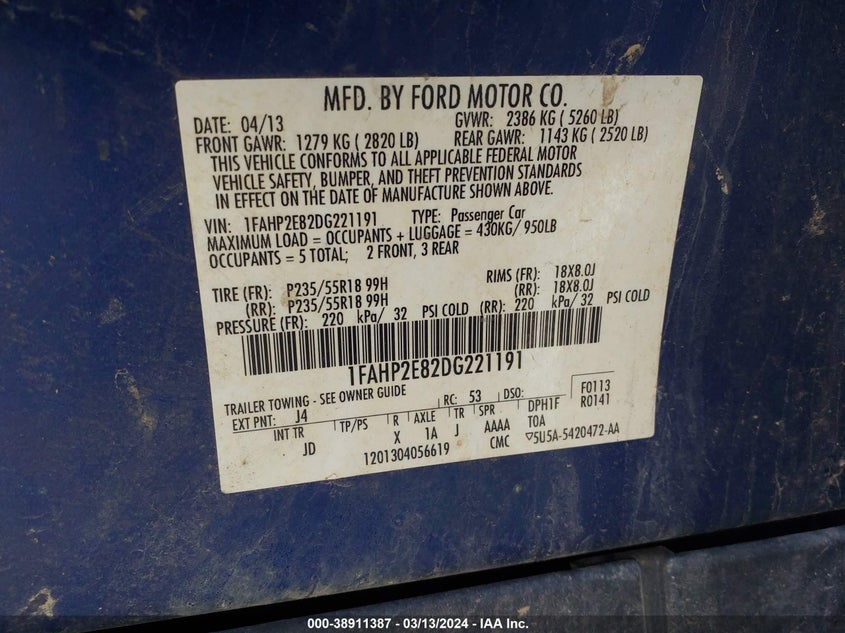 MFD. BY FORD MOTOR CO.
DATE: 04/13 GVWR: 2386 KG ( 5260 LB)
FRONT GAWR: 1279 KG ( 2820 LB) REAR GAWR: 1143 KG ( 2520 LB)
THIS VEHICLE CONFORMS TO ALL APPLICABLE FEDERAL MOTOR
VEHICLE SAFETY, BUMPER, AND THEFT PREVENTION STANDARDS
IN EFFECT ON THE DATE OF MANUFACTURE SHOWN ABOVE.
VIN: 1FAHP2E82DG221191 TYPE: Passenger Car
MAXIMUM LOAD = OCCUPANTS + LUGGAGE = 430KG/ 950LB
OCCUPANTS = 5 TOTAL; 2 FRONT, 3 REAR
TIRE (FR): P235/55R18 99H RIMS (FR): 18X8.0J
(RR): P235/55R18 99H (RR): 18X8.0J
PRESSURE (FR): 220 kPa/ 32 PSI COLD (RR): 220 kPa/ 32 PSI COLD
1FAHP2E82DG221191
TRAILER TOWING - SEE OWNER GUIDE
EXT PNT: J4 RC: 53 DSO: F0113
R0141
INT TR TP/PS R AXLE TR SPR DPH1F
JD X 1A J AAAA T0A
1201304056619 CMC ▽5U5A-5420472-AA
000-38911387 - 03/13/2024 - IAA Inc.